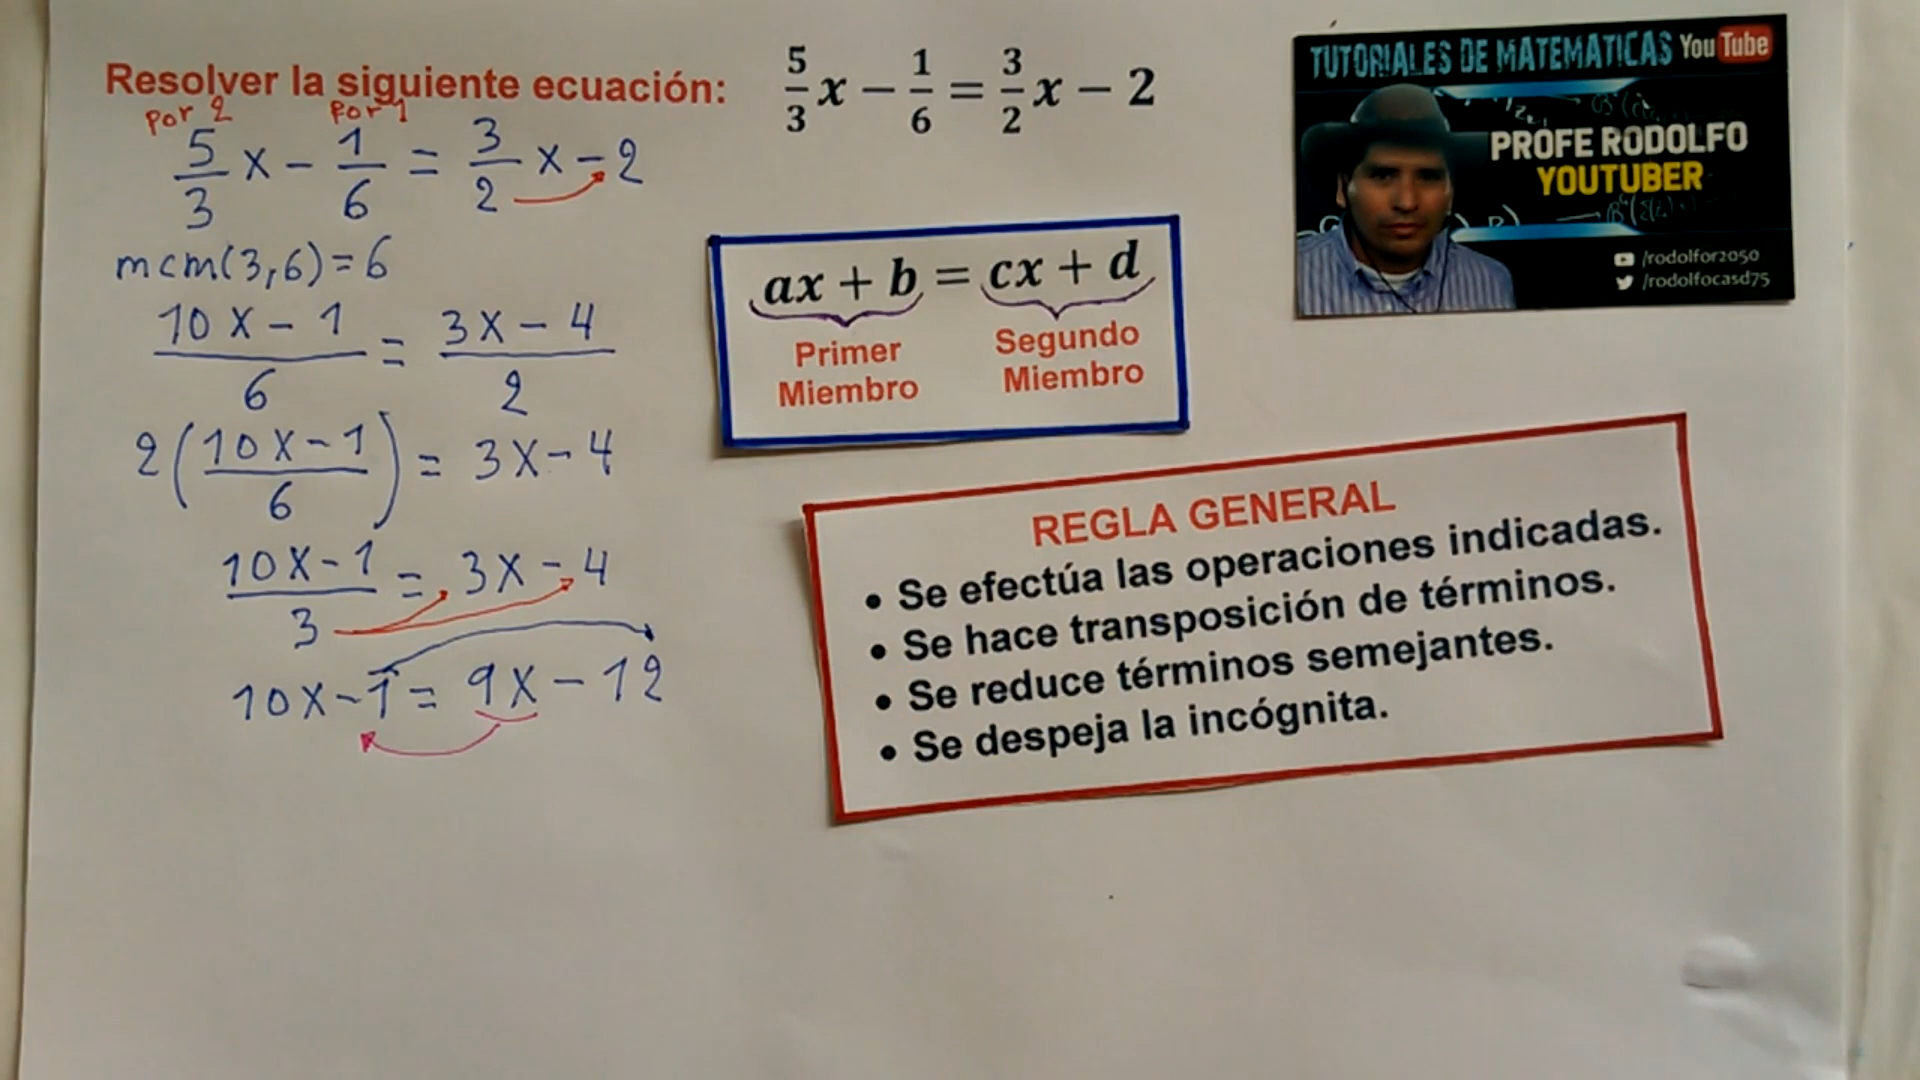 Resolver la siguiente ecuación: 5/3 x − 1/6 = 3/2 x − 2
por 2 por 1
5/3 x − 1/6 = 3/2 x − 2
mcm(3,6)=6
10x − 1 / 6 = 3x − 4 / 2
2(10x − 1 / 6) = 3x − 4
10x − 1 / 3 = 3x − 4
10x − 1 = 9x − 12
ax + b = cx + d
Primer Miembro
Segundo Miembro
TUTORIALES DE MATEMATICAS YouTube
PROFE RODOLFO
YOUTUBER
/rodolfor2050
/rodolfocasd75
REGLA GENERAL
• Se efectúa las operaciones indicadas.
• Se hace transposición de términos.
• Se reduce términos semejantes.
• Se despeja la incógnita.